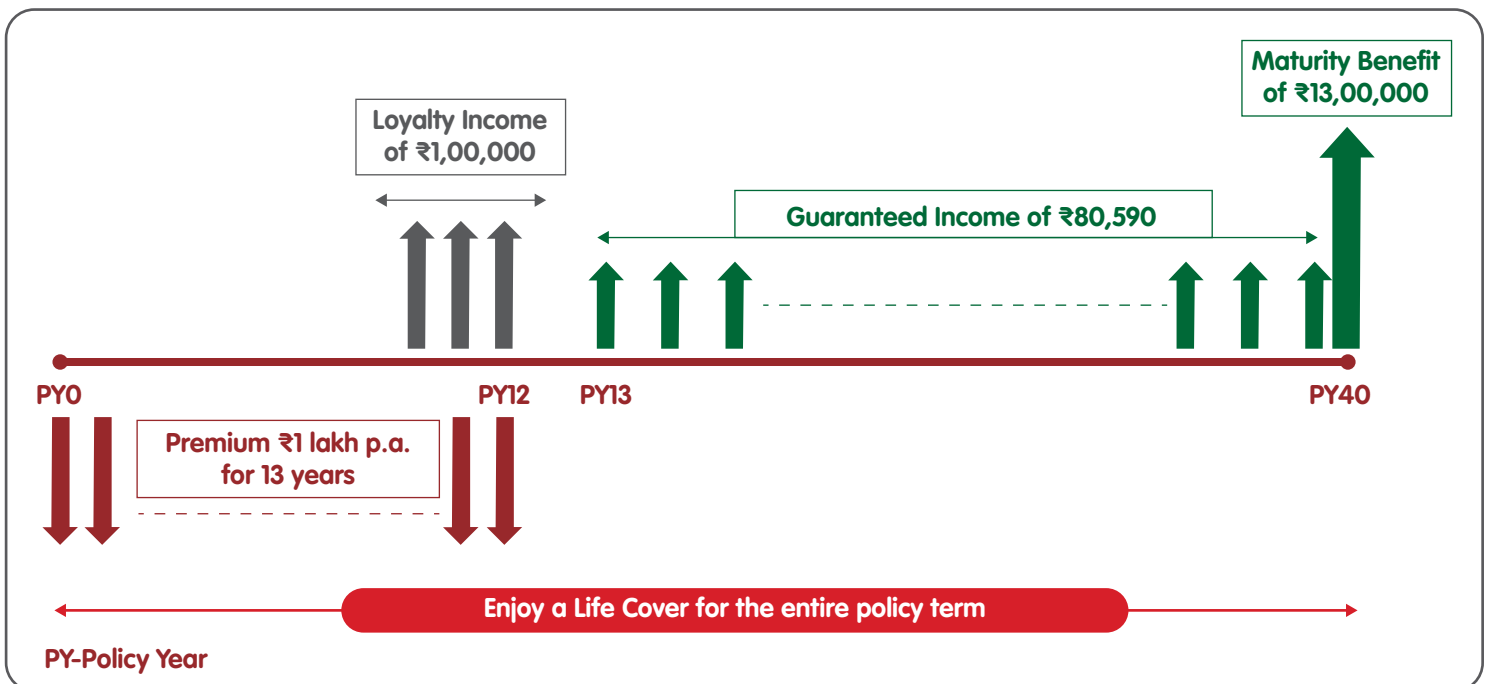 Maturity Benefit
of ₹13,00,000
Loyalty Income
of ₹1,00,000
Guaranteed Income of ₹80,590
PY0
PY12
PY13
PY40
Premium ₹1 lakh p.a.
for 13 years
Enjoy a Life Cover for the entire policy term
PY-Policy Year